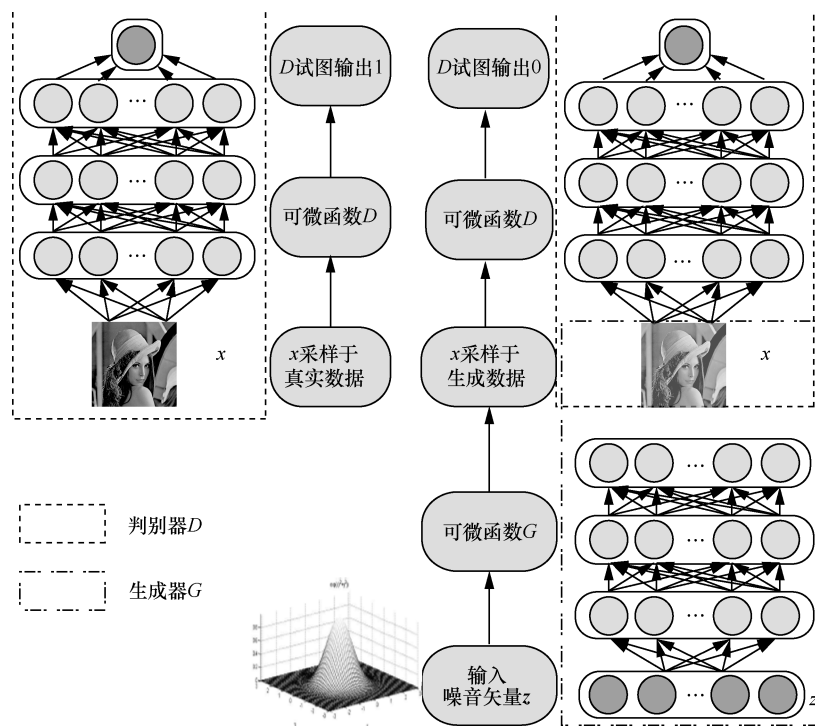 D试图输出1
D试图输出0
可微函数D
可微函数D
x
x采样于
真实数据
x采样于
生成数据
x
判别器D
可微函数G
生成器G
输入
噪音矢量z
z